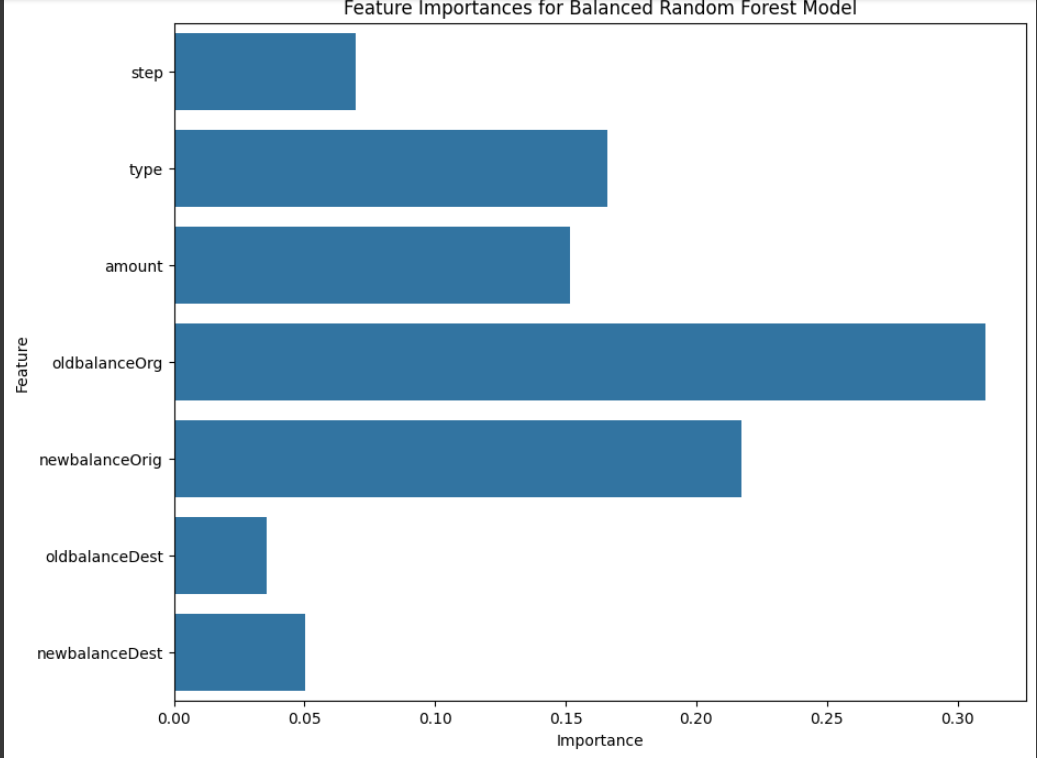 Feature Importances for Balanced Random Forest Model
step
type
amount
oldbalanceOrg
newbalanceOrig
oldbalanceDest
newbalanceDest
Feature
0.00 0.05 0.10 0.15 0.20 0.25 0.30
Importance